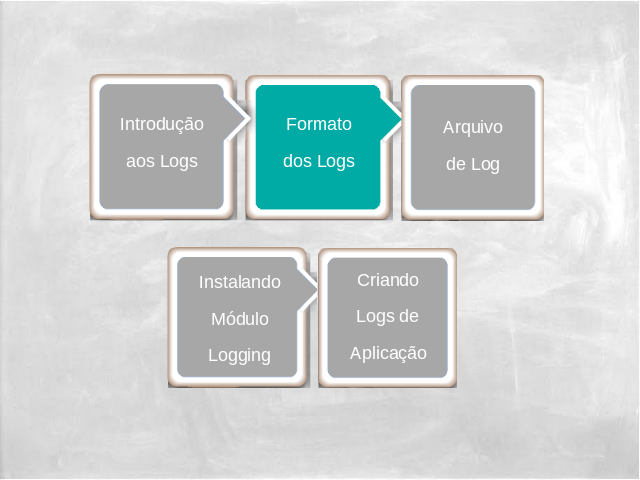 Introdução
aos Logs
Formato
dos Logs
Arquivo
de Log
Instalando
Módulo
Logging
Criando
Logs de
Aplicação